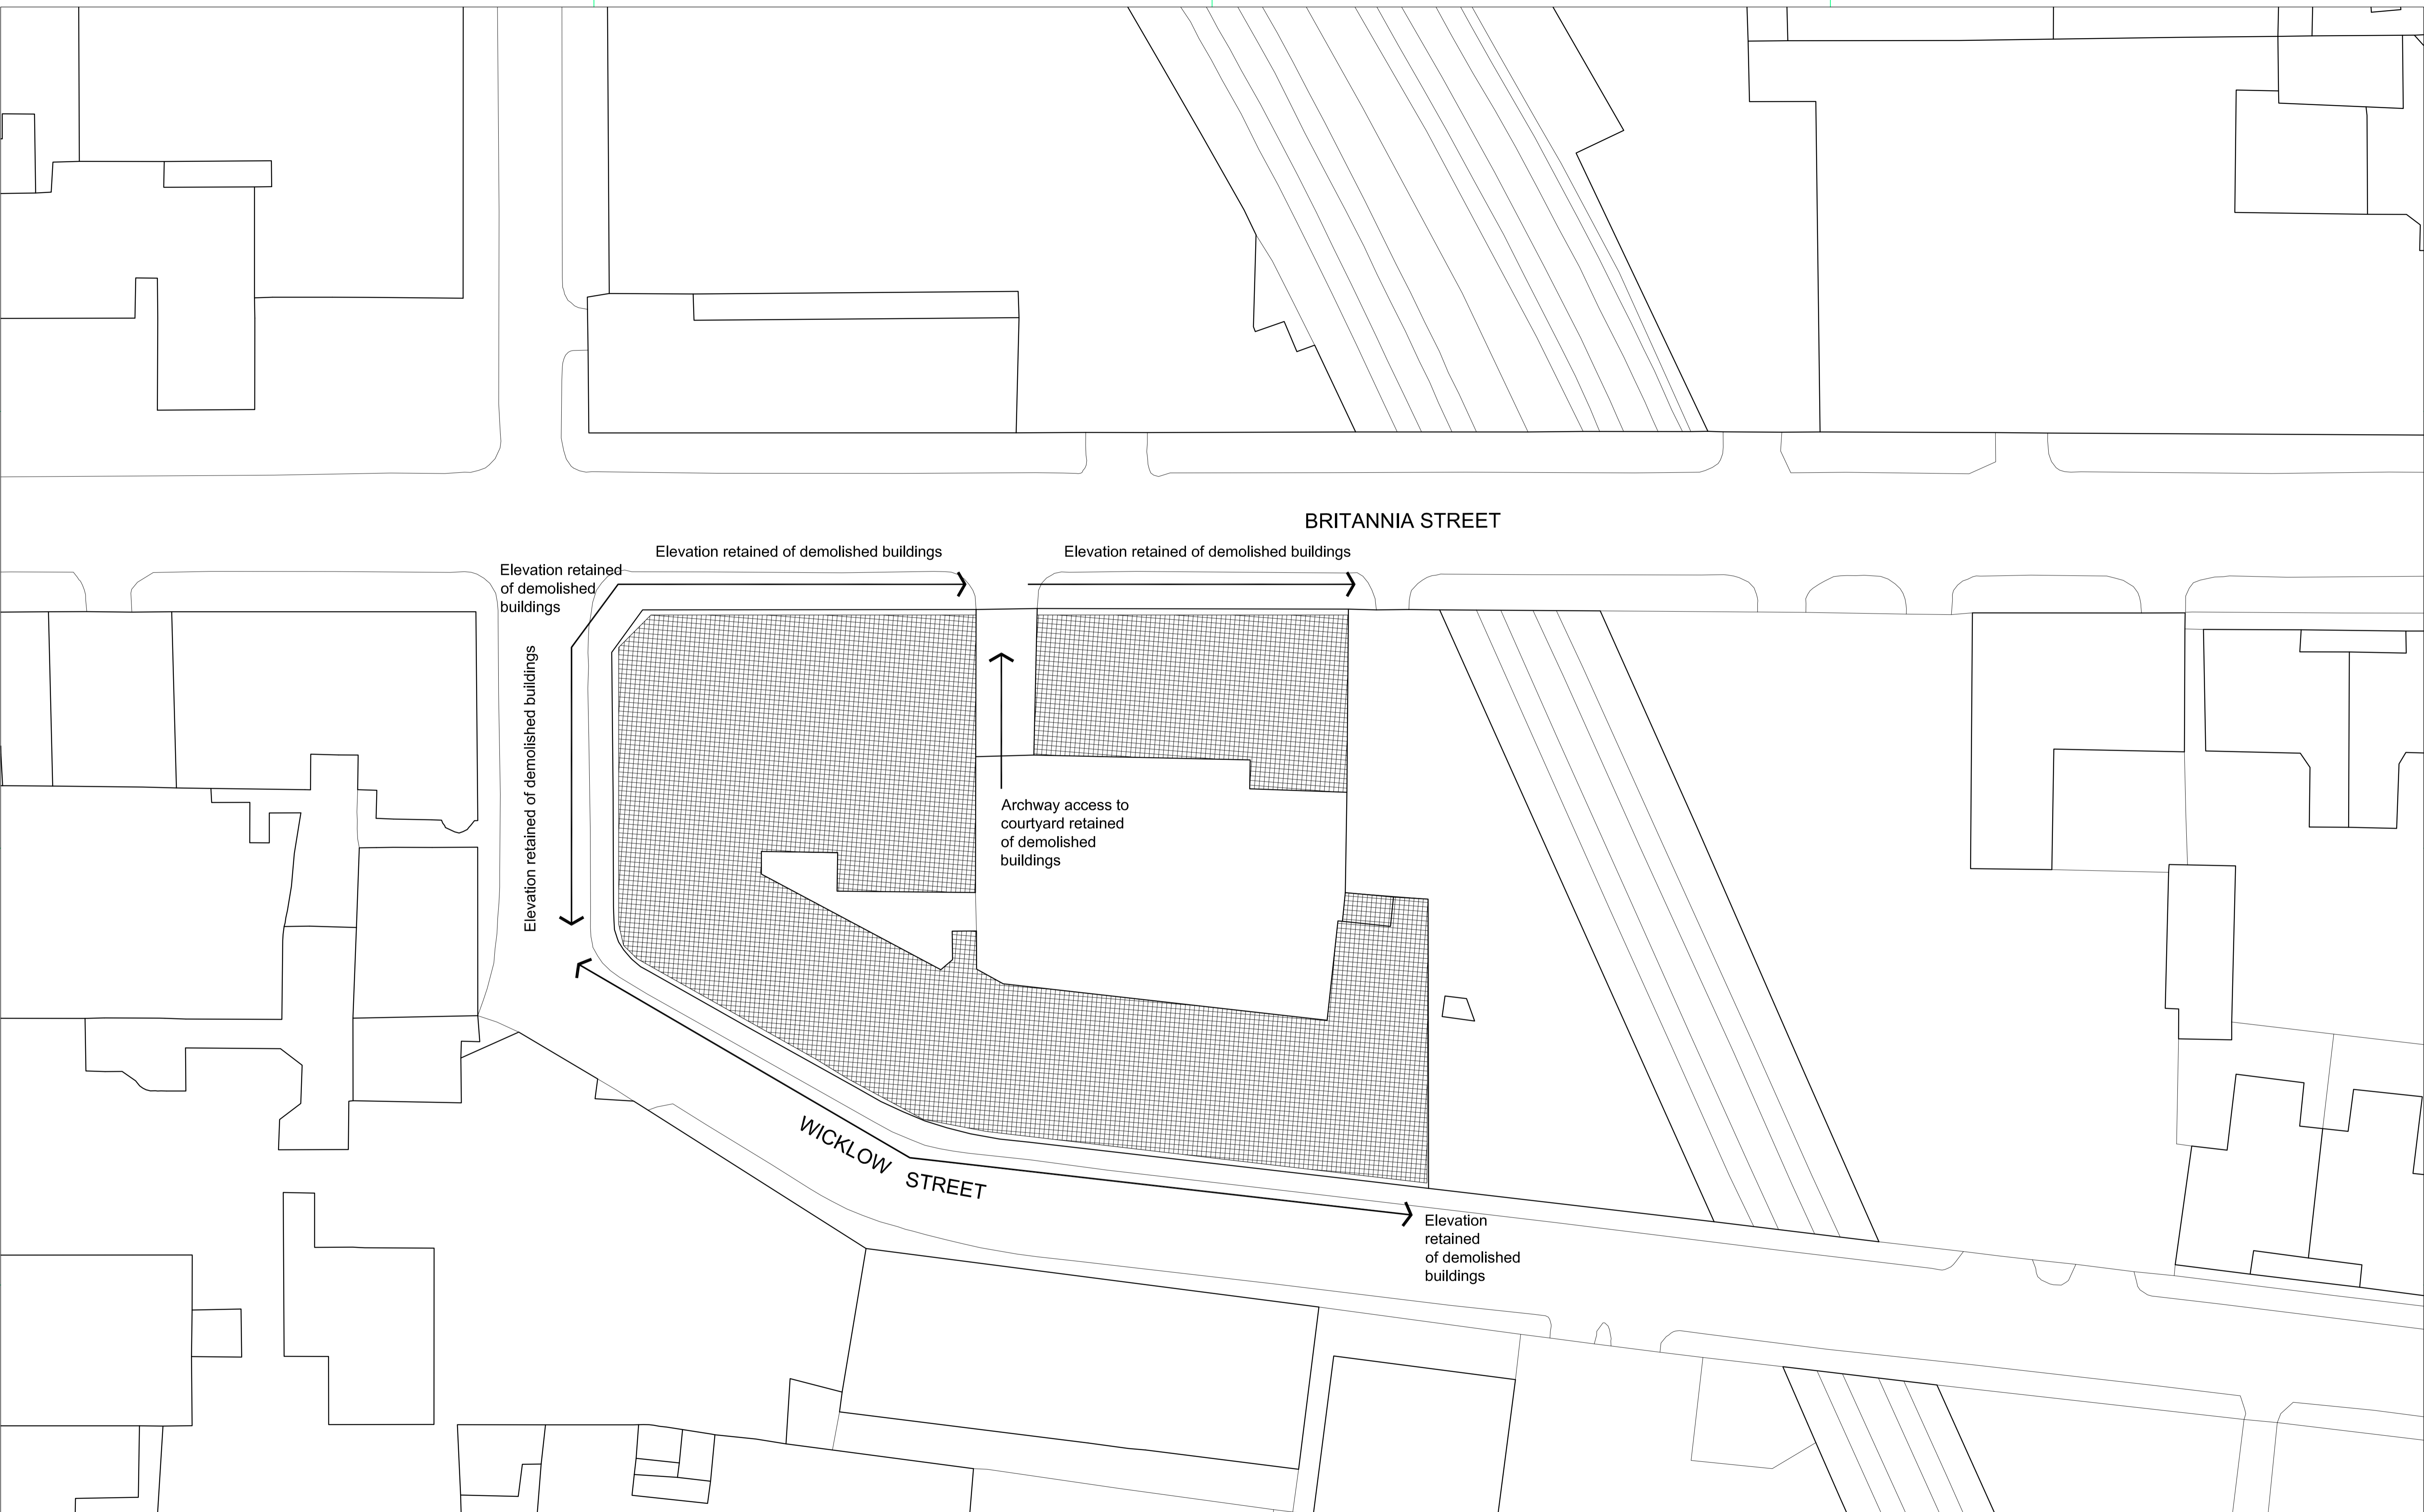 BRITANNIA STREET
Elevation retained of demolished buildings
Elevation retained of demolished buildings
Elevation retained
of demolished
buildings
Elevation retained of demolished buildings
Archway access to
courtyard retained
of demolished
buildings
WICKLOW STREET
Elevation
retained
of demolished
buildings